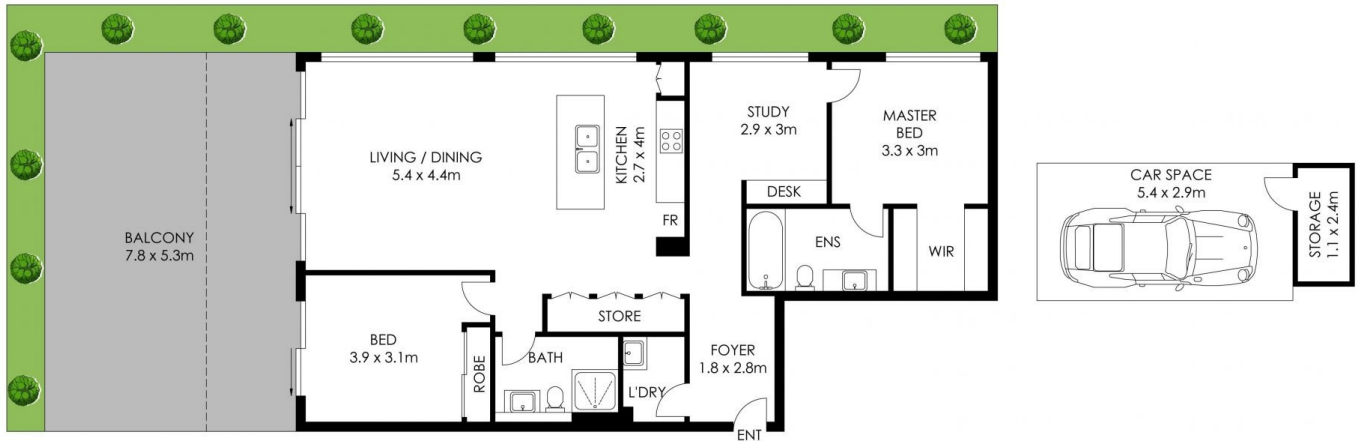 BALCONY
7.8 x 5.3m
LIVING / DINING
5.4 x 4.4m
KITCHEN
2.7 x 4m
FR
STUDY
2.9 x 3m
DESK
MASTER
BED
3.3 x 3m
ENS
WIR
BED
3.9 x 3.1m
ROBE
BATH
STORE
L'DRY
FOYER
1.8 x 2.8m
ENT
CAR SPACE
5.4 x 2.9m
STORAGE
1.1 x 2.4m